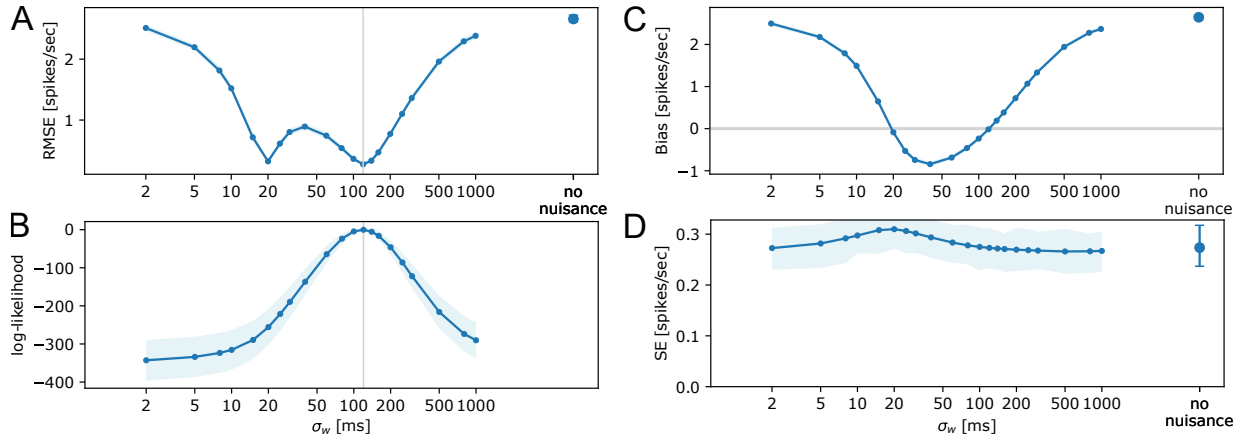 A
RMSE [spikes/sec]
2
1
2 5 10 20 50 100 200 500 1000 no
nuisance
B
log-likelihood
0
−100
−200
−300
−400
2 5 10 20 50 100 200 500 1000 no
nuisance
σw [ms]
C
Bias [spikes/sec]
2
1
0
−1
2 5 10 20 50 100 200 500 1000 no
nuisance
D
SE [spikes/sec]
0.3
0.2
0.1
0.0
2 5 10 20 50 100 200 500 1000 no
nuisance
σw [ms]